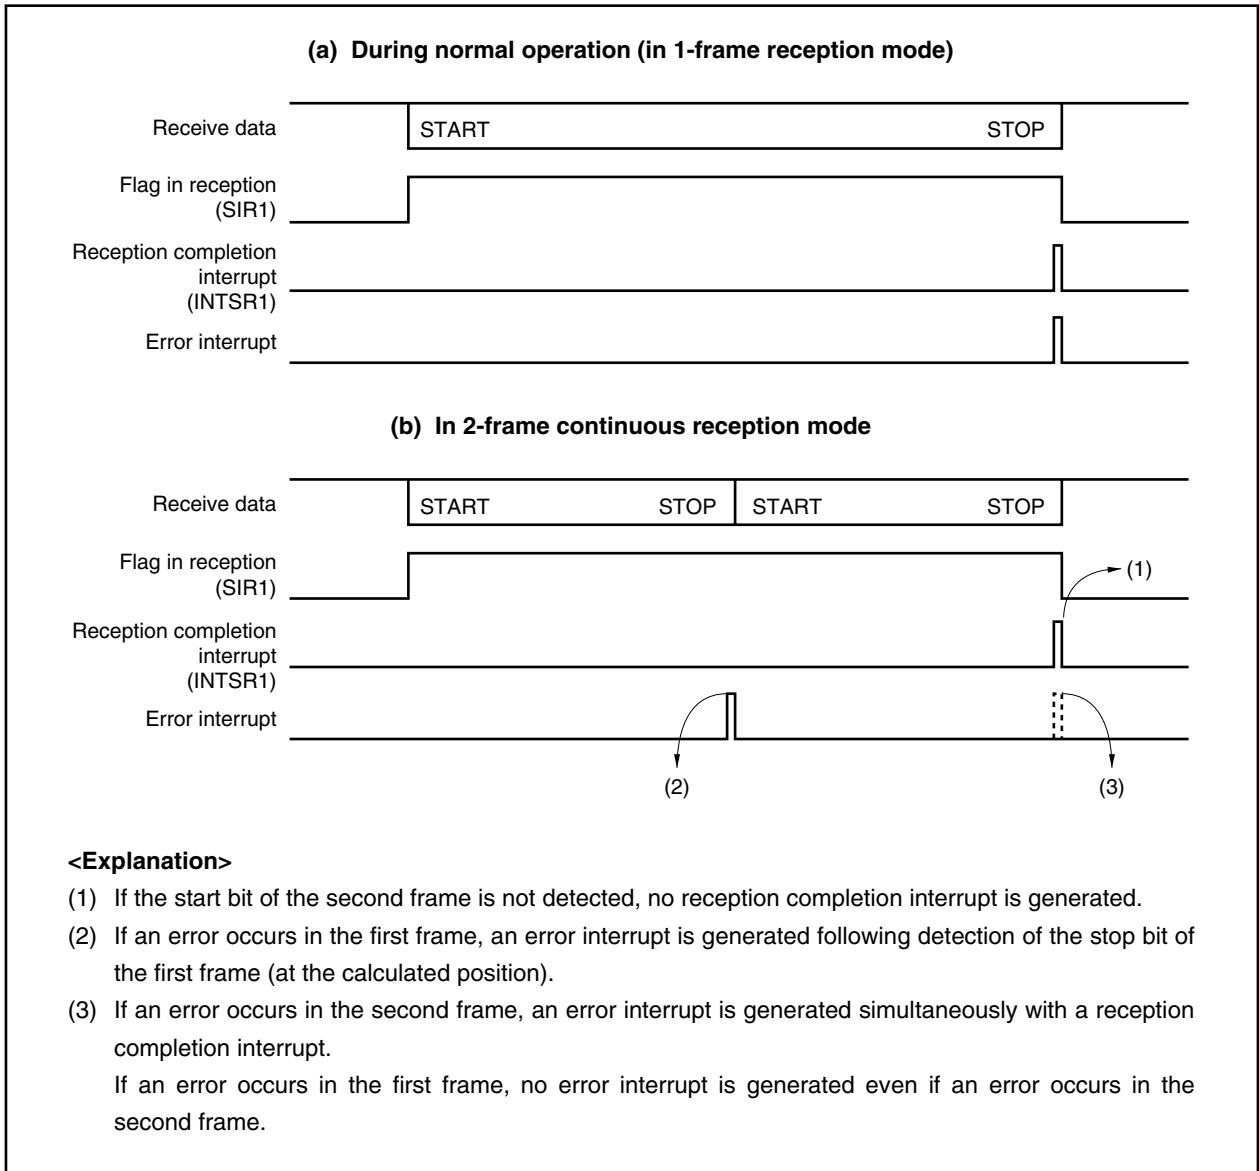 (a) During normal operation (in 1-frame reception mode)
Receive data
START
STOP
Flag in reception
(SIR1)
Reception completion
interrupt
(INTSR1)
Error interrupt
(b) In 2-frame continuous reception mode
Receive data
START
STOP
START
STOP
Flag in reception
(SIR1)
(1)
Reception completion
interrupt
(INTSR1)
Error interrupt
(2)
(3)
<Explanation>
(1) If the start bit of the second frame is not detected, no reception completion interrupt is generated.
(2) If an error occurs in the first frame, an error interrupt is generated following detection of the stop bit of
the first frame (at the calculated position).
(3) If an error occurs in the second frame, an error interrupt is generated simultaneously with a reception
completion interrupt.
If an error occurs in the first frame, no error interrupt is generated even if an error occurs in the
second frame.